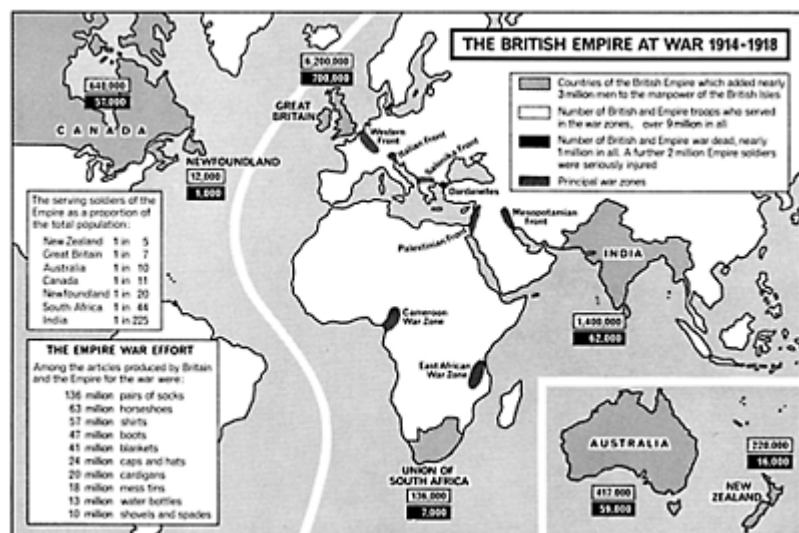 THE BRITISH EMPIRE AT WAR 1914-1918
Countries of the British Empire which added nearly
3 million men to the manpower of the British Isles
Number of British and Empire troops who served
in the war zones, over 9 million in all
Number of British and Empire war dead, nearly
1 million in all. A further 2 million Empire soldiers
were seriously injured
Principal war zones
640,000
57,000
CANADA
NEWFOUNDLAND
12,000
1,000
6,200,000
700,000
GREAT
BRITAIN
Western
Front
Italian Front
Salonika Front
Dardanelles
Mesopotamian
Front
Palestinian Front
INDIA
1,400,000
62,000
The serving soldiers of the
Empire as a proportion of
the total population:
New Zealand 1 in 5
Great Britain 1 in 7
Australia 1 in 10
Canada 1 in 11
Newfoundland 1 in 20
South Africa 1 in 44
India 1 in 225
THE EMPIRE WAR EFFORT
Among the articles produced by Britain
and the Empire for the war were:
136 million pairs of socks
63 million horseshoes
57 million shirts
47 million boots
41 million blankets
24 million caps and hats
20 million cardigans
18 million mess tins
13 million water bottles
10 million shovels and spades
Cameroon
War Zone
East African
War Zone
UNION OF
SOUTH AFRICA
136,000
7,000
AUSTRALIA
417,000
59,000
220,000
16,000
NEW
ZEALAND